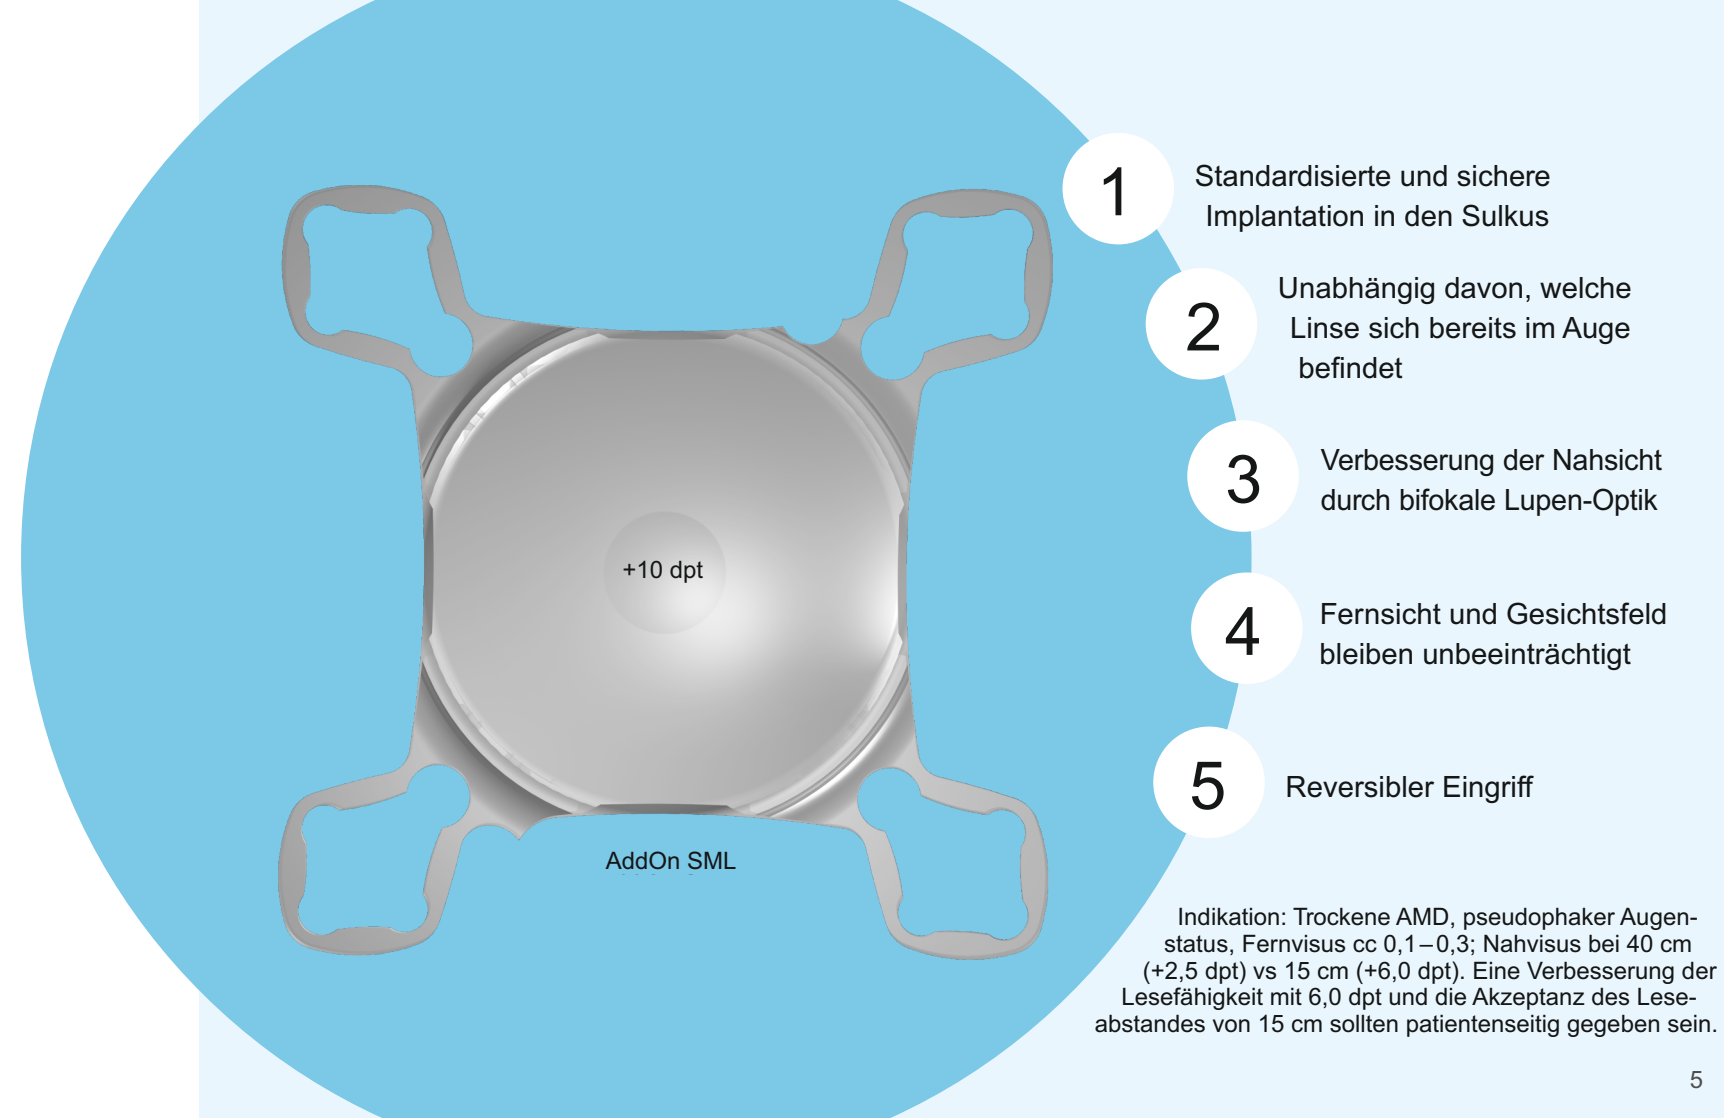 1
Standardisierte und sichere
Implantation in den Sulkus
2
Unabhängig davon, welche
Linse sich bereits im Auge
befindet
3
Verbesserung der Nahsicht
durch bifokale Lupen-Optik
+10 dpt
4
Fernsicht und Gesichtsfeld
bleiben unbeeinträchtigt
5
Reversibler Eingriff
AddOn SML
Indikation: Trockene AMD, pseudophaker Augen-
status, Fernvisus cc 0,1–0,3; Nahvisus bei 40 cm
(+2,5 dpt) vs 15 cm (+6,0 dpt). Eine Verbesserung der
Lesefähigkeit mit 6,0 dpt und die Akzeptanz des Lese-
abstandes von 15 cm sollten patientenseitig gegeben sein.
5